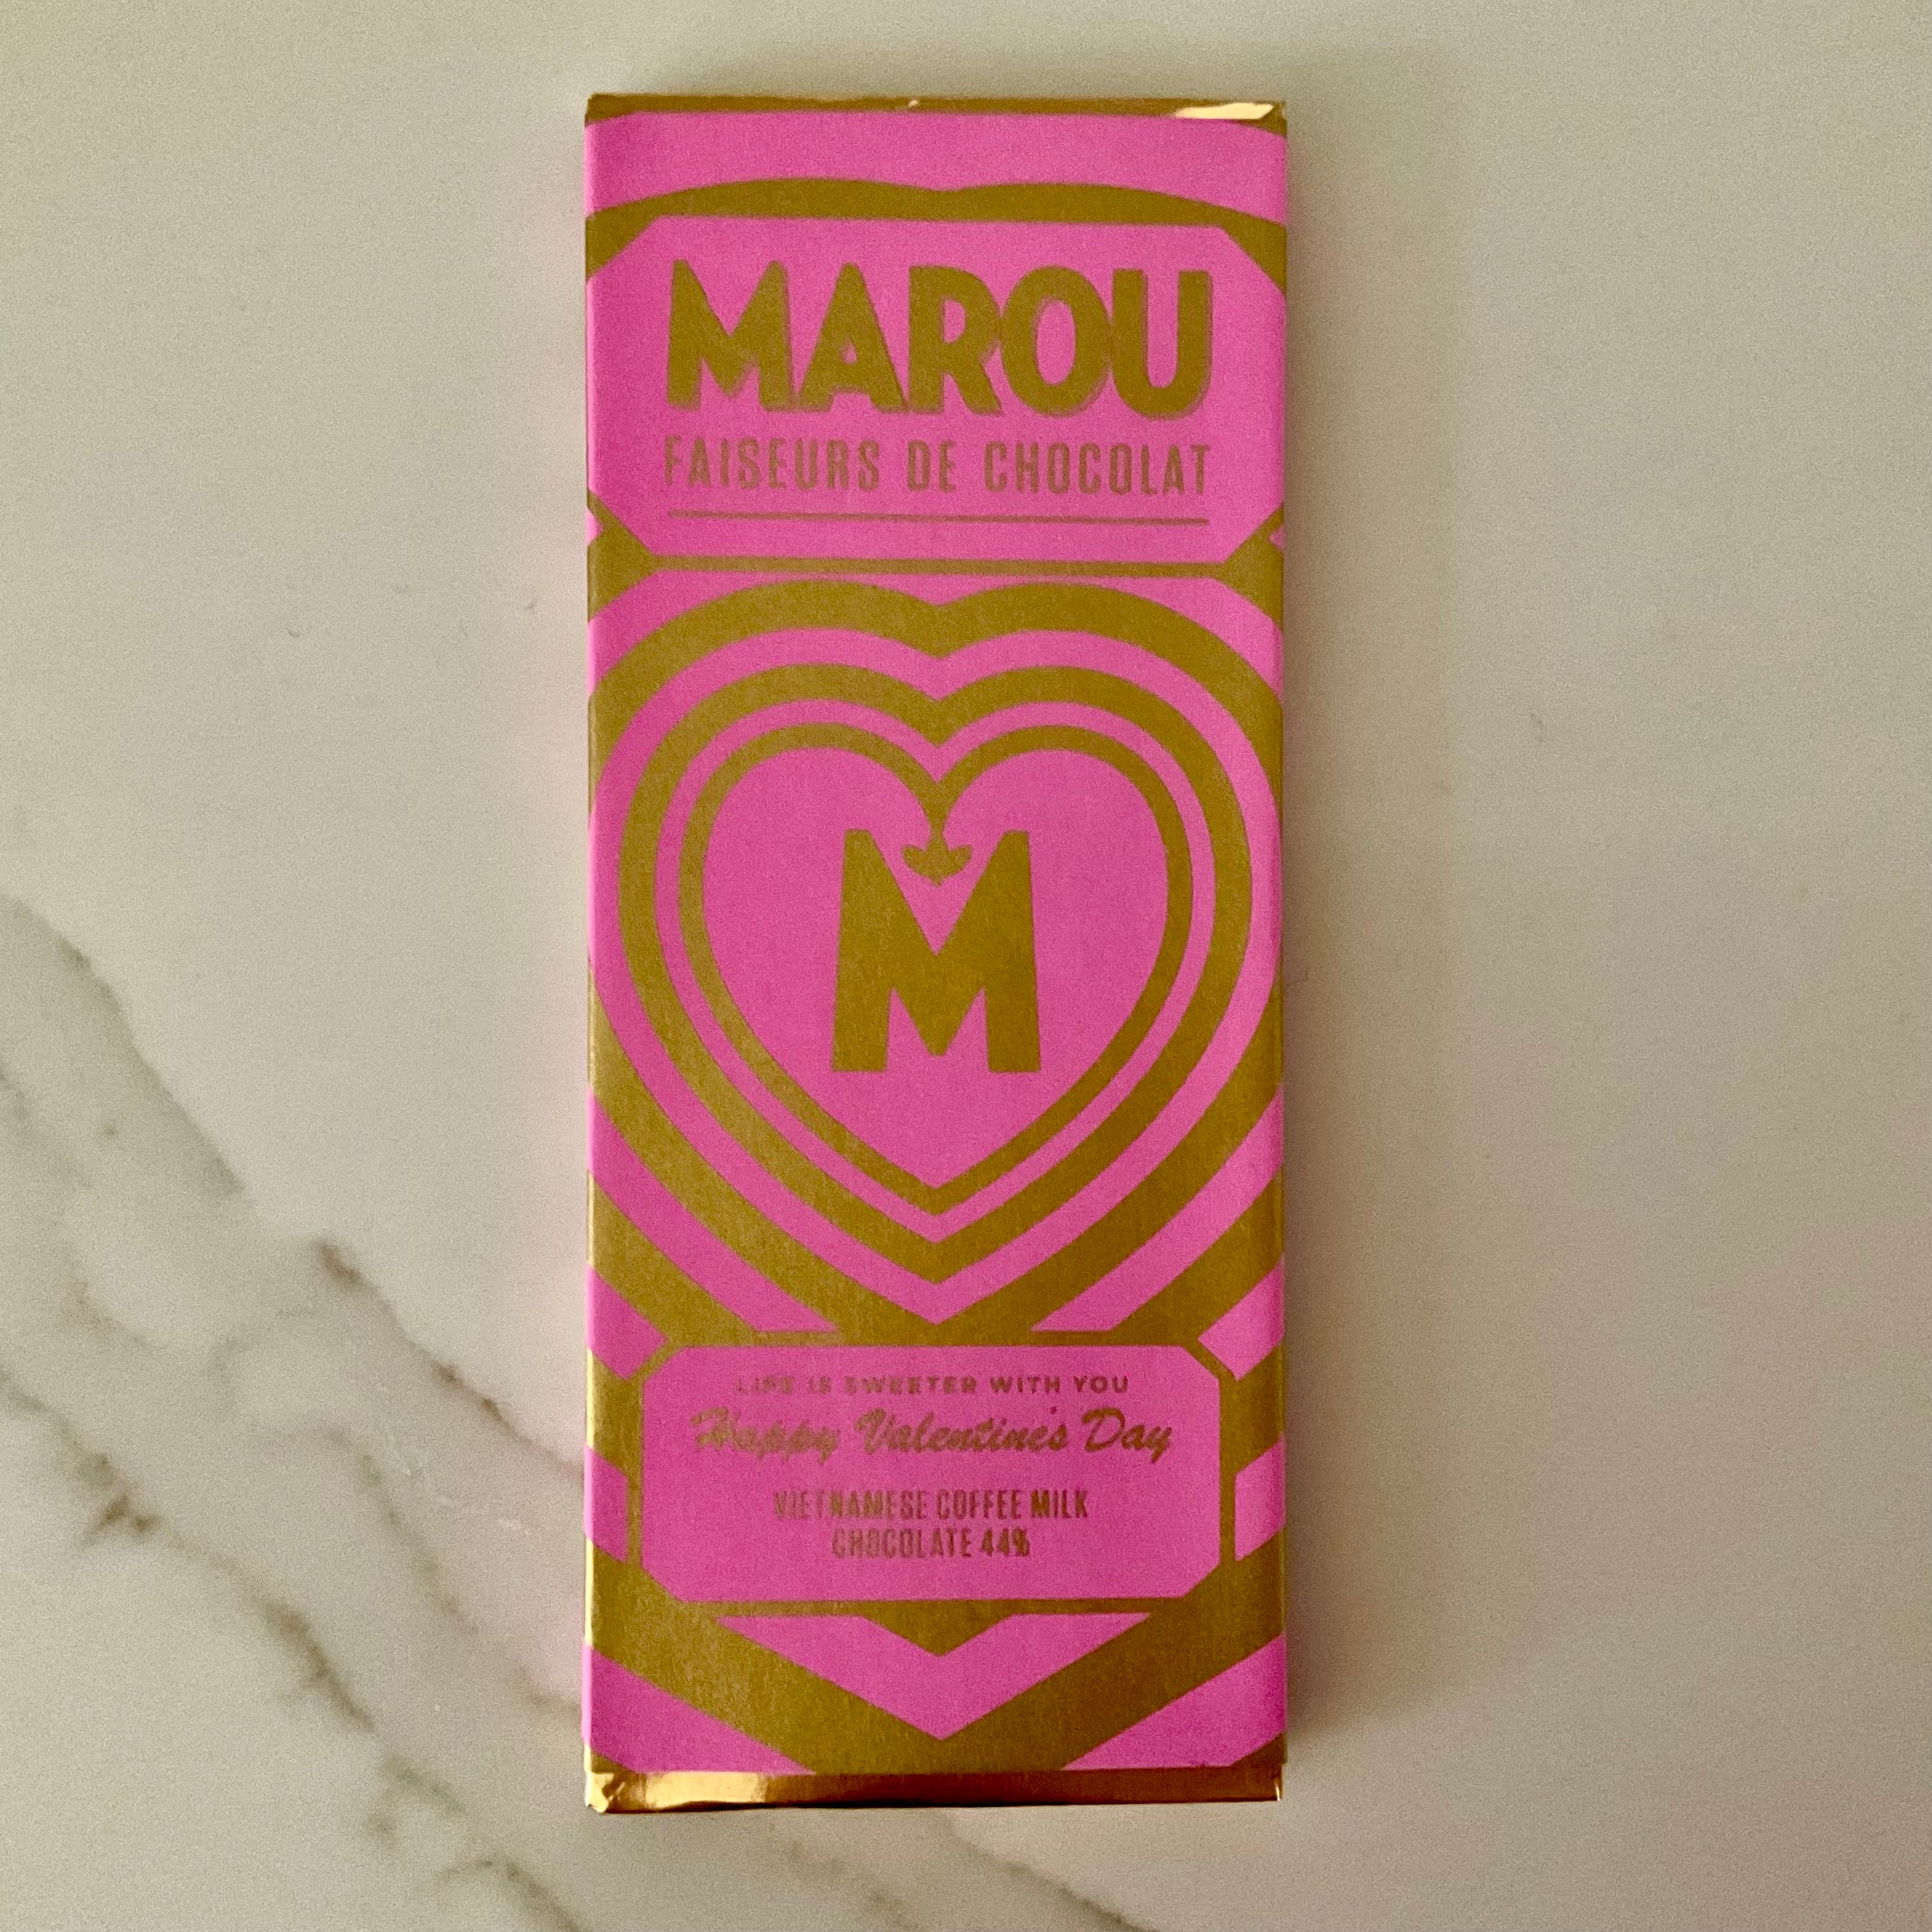 MAROU
FAISEURS DE CHOCOLAT
M
LIFE IS SWEETER WITH YOU
Happy Valentine's Day
VIETNAMESE COFFEE MILK
CHOCOLATE 44%